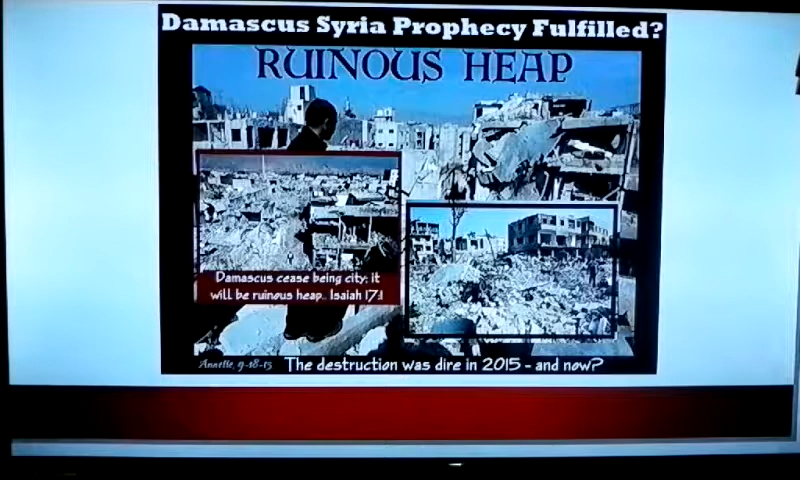 Damascus Syria Prophecy Fulfilled?
RUINOUS HEAP
Damascus cease being city; it
will be ruinous heap.. Isaiah 17:1
Annette, 9-18-15
The destruction was dire in 2015 - and now?